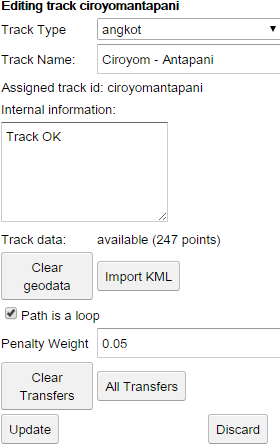 Editing track ciroyomantapani
Track Type angkot
Track Name: Ciroyom - Antapani
Assigned track id: ciroyomantapani
Internal information:
Track OK
Track data: available (247 points)
Clear
geodata
Import KML
Path is a loop
Penalty Weight 0.05
Clear
Transfers
All Transfers
Update Discard